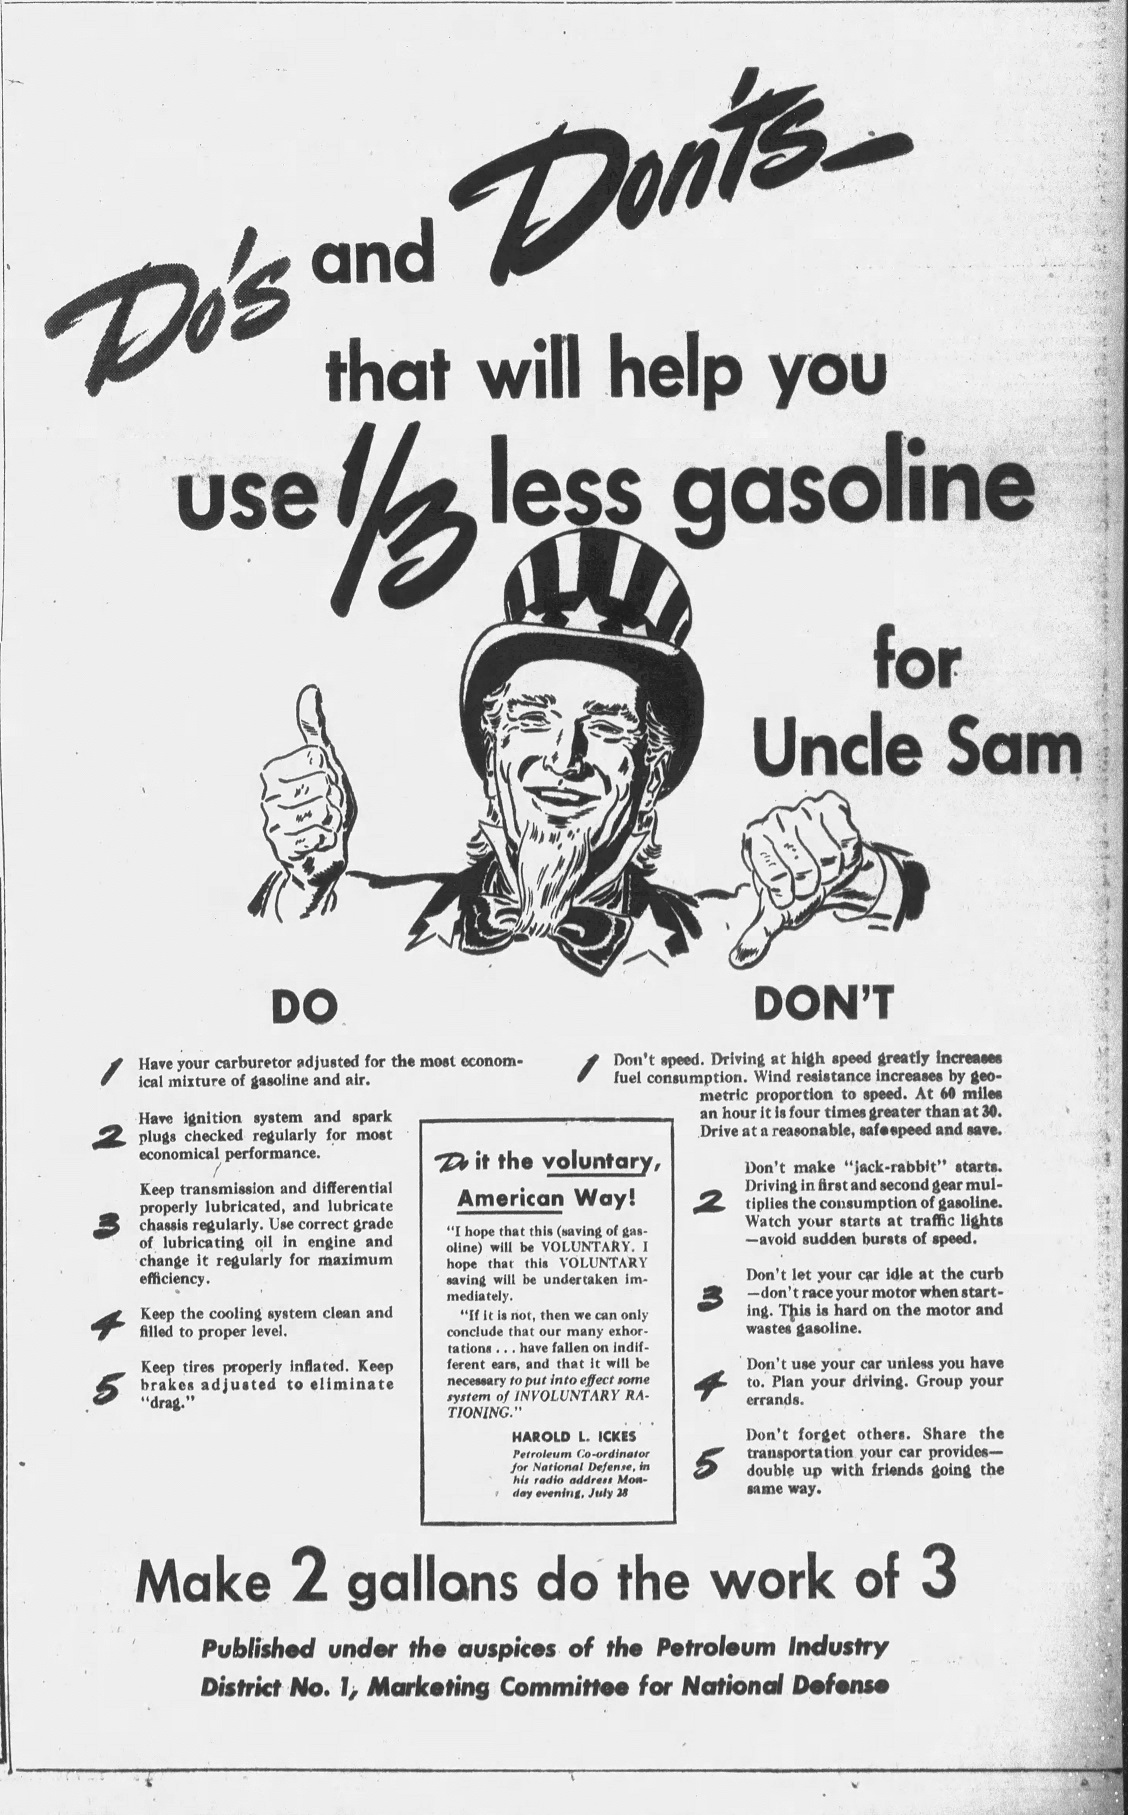 Do's and Don'ts—
that will help you
use 1/3 less gasoline
for
Uncle Sam
DO
1 Have your carburetor adjusted for the most econom-
ical mixture of gasoline and air.
2 Have ignition system and spark
plugs checked regularly for most
economical performance.
3 Keep transmission and differential
properly lubricated, and lubricate
chassis regularly. Use correct grade
of lubricating oil in engine and
change it regularly for maximum
efficiency.
4 Keep the cooling system clean and
filled to proper level.
5 Keep tires properly inflated. Keep
brakes adjusted to eliminate
"drag."
Do it the voluntary,
American Way!
"I hope that this (saving of gas-
oline) will be VOLUNTARY. I
hope that this VOLUNTARY
saving will be undertaken im-
mediately.
"If it is not, then we can only
conclude that our many exhor-
tations . . . have fallen on indif-
ferent ears, and that it will be
necessary to put into effect some
system of INVOLUNTARY RA-
TIONING."
HAROLD L. ICKES
Petroleum Co-ordinator
for National Defense, in
his radio address Mon-
day evening, July 28
DON'T
1 Don't speed. Driving at high speed greatly increases
fuel consumption. Wind resistance increases by geo-
metric proportion to speed. At 60 miles
an hour it is four times greater than at 30.
Drive at a reasonable, safe speed and save.
2 Don't make "jack-rabbit" starts.
Driving in first and second gear mul-
tiplies the consumption of gasoline.
Watch your starts at traffic lights
—avoid sudden bursts of speed.
3 Don't let your car idle at the curb
—don't race your motor when start-
ing. This is hard on the motor and
wastes gasoline.
4 Don't use your car unless you have
to. Plan your driving. Group your
errands.
5 Don't forget others. Share the
transportation your car provides—
double up with friends going the
same way.
Make 2 gallons do the work of 3
Published under the auspices of the Petroleum Industry
District No. 1, Marketing Committee for National Defense